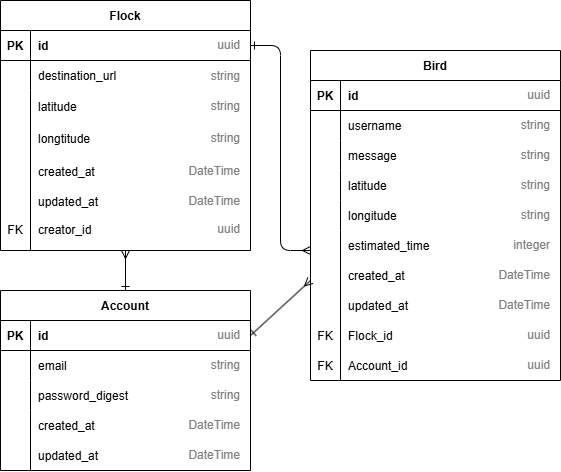 Flock
PK id uuid
destination_url string
latitude string
longtitude string
created_at DateTime
updated_at DateTime
FK creator_id uuid
Account
PK id uuid
email string
password_digest string
created_at DateTime
updated_at DateTime
Bird
PK id uuid
username string
message string
latitude string
longitude string
estimated_time integer
created_at DateTime
updated_at DateTime
FK Flock_id uuid
FK Account_id uuid